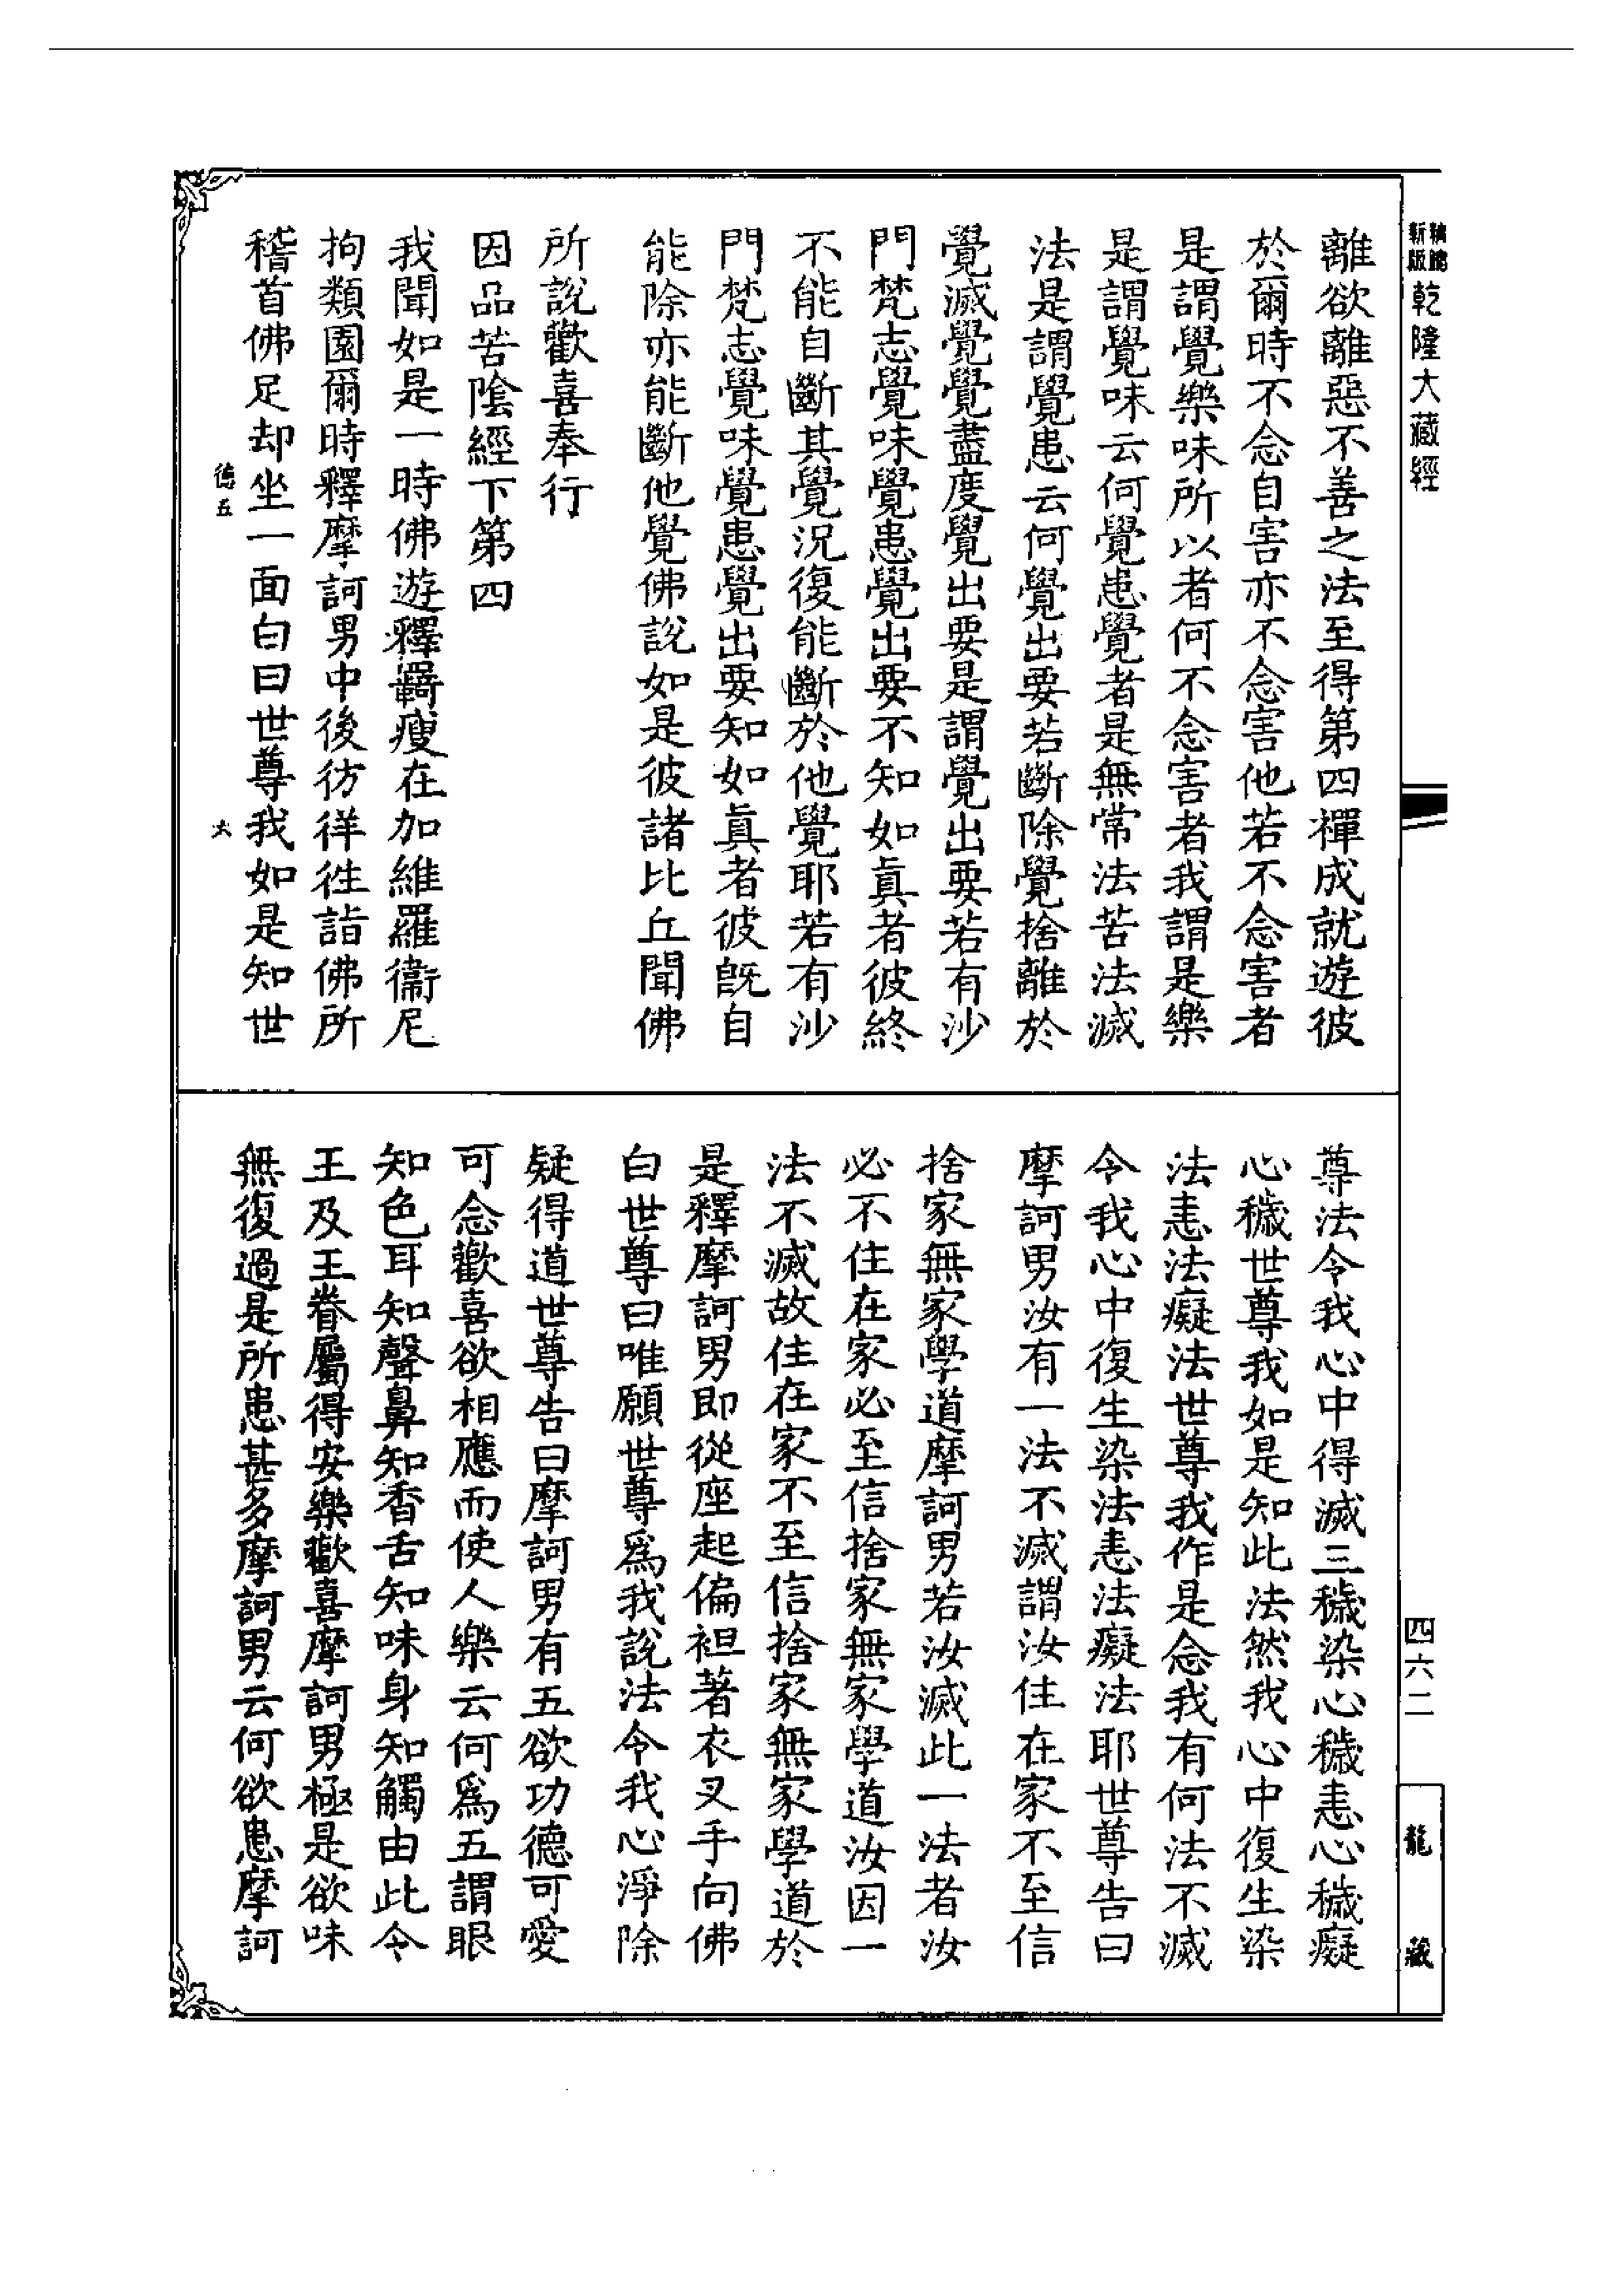 新版乾隆大藏經
離欲離惡不善之法至得第四禪成就遊彼
於爾時不念自害亦不念害他若不念害者
是謂覺樂味所以者何不念害者我謂是樂
是謂覺味云何覺患覺者是無常法苦法滅
法是謂覺患云何覺出要若斷除覺捨離於
覺滅覺覺盡度覺出要是謂覺出要若有沙
門梵志覺味覺患覺出要不知如眞者彼終
不能自斷其覺況復能斷於他覺耶若有沙
門梵志覺味覺患覺出要知如眞者彼旣自
能除亦能斷他覺佛說如是彼諸比丘聞佛
所說歡喜奉行
因品苦陰經下第四
我聞如是一時佛遊釋羇瘦在加維羅衞尼
拘類園爾時釋摩訶男中後彷徉徃詣佛所
稽首佛足却坐一面白曰世尊我如是知世
德五
尊法令我心中得滅三穢染心穢恚心穢癡
心穢世尊我如是知此法然我心中復生染
法恚法癡法世尊我作是念我有何法不滅
令我心中復生染法恚法癡法耶世尊告曰
摩訶男汝有一法不滅謂汝住在家不至信
捨家無家學道摩訶男若汝滅此一法者汝
必不住在家必至信捨家無家學道汝因一
法不滅故住在家不至信捨家無家學道於
是釋摩訶男即從座起偏袒著衣叉手向佛
白世尊曰唯願世尊爲我說法令我心淨除
疑得道世尊告曰摩訶男有五欲功德可愛
可念歡喜欲相應而使人樂云何爲五謂眼
知色耳知聲鼻知香舌知味身知觸由此令
王及王眷屬得安樂歡喜摩訶男極是欲味
無復過是所患甚多摩訶男云何欲患摩訶
四六二
龍藏